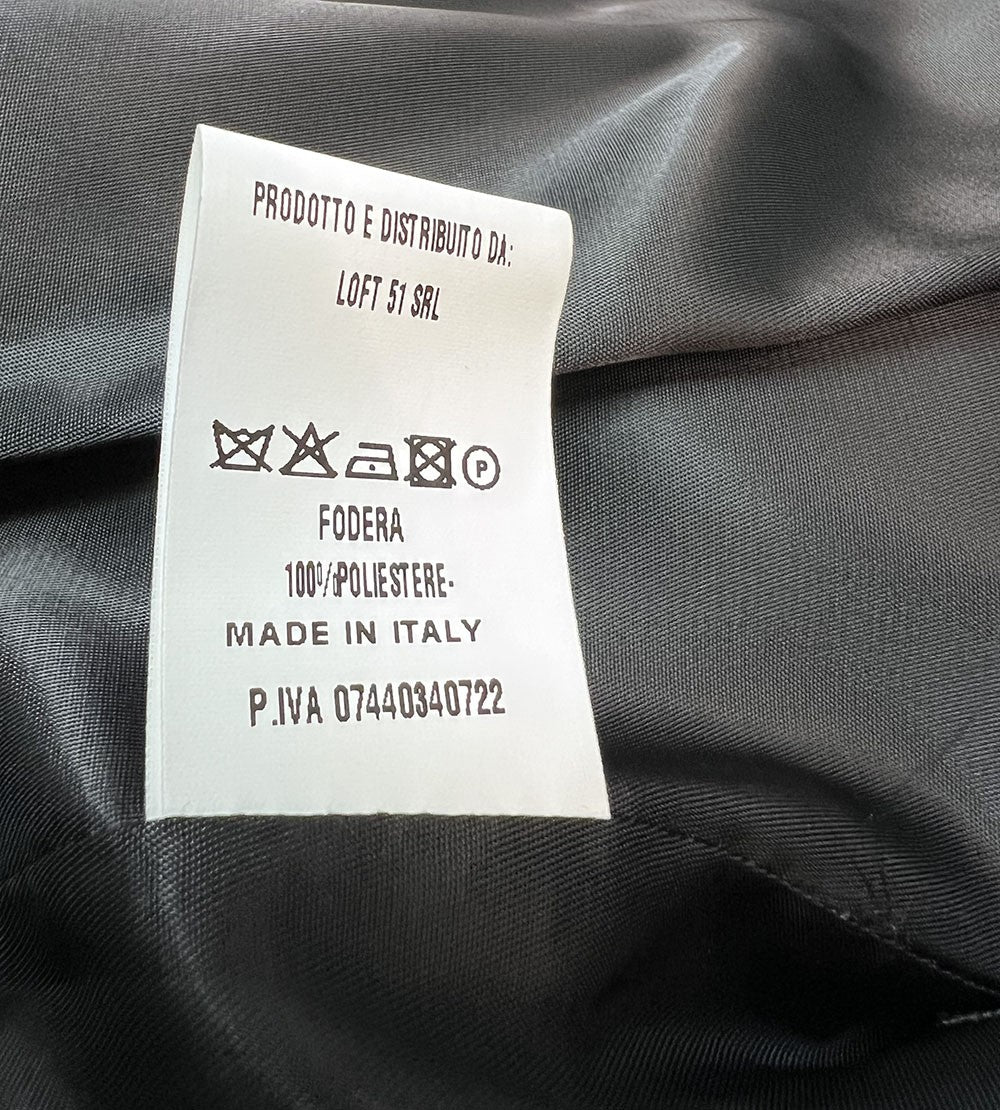 PRODOTTO E DISTRIBUITO DA:
LOFT 51 SRL
P
FODERA
100% POLIESTERE-
MADE IN ITALY
P.IVA 07440340722